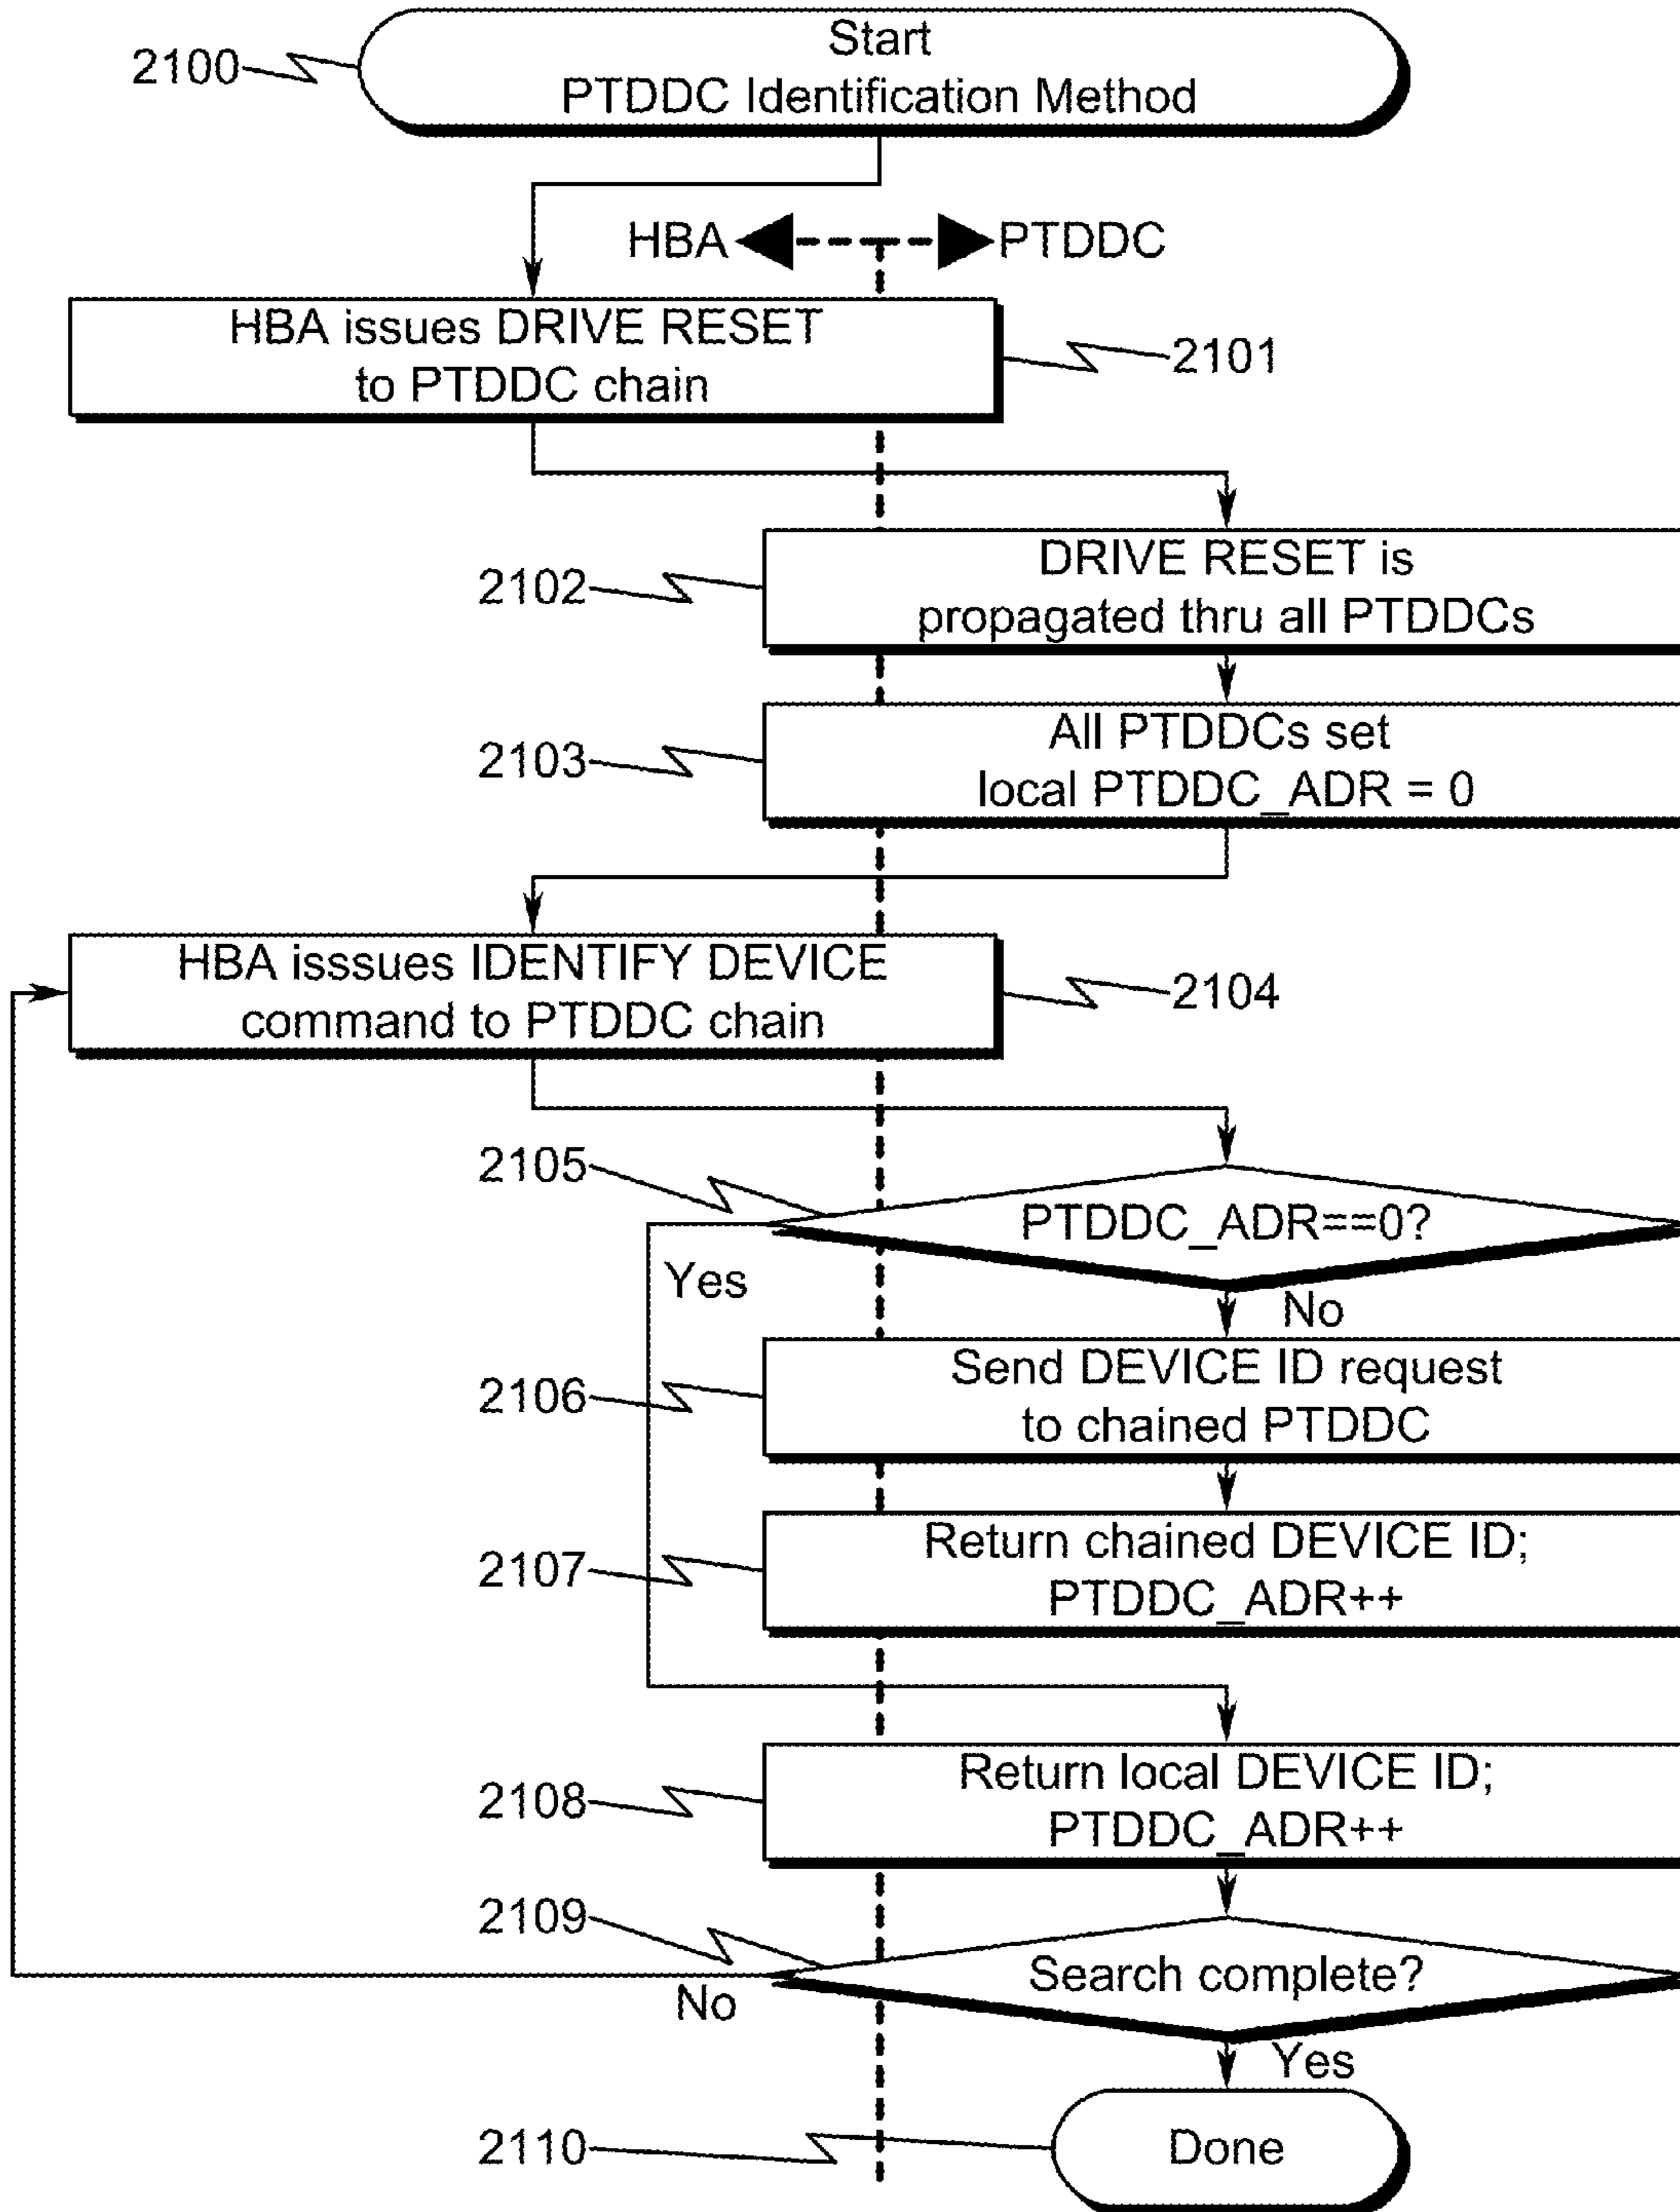 2100
Start
PTDDC Identification Method
HBA
PTDDC
HBA issues DRIVE RESET
to PTDDC chain
2101
2102
DRIVE RESET is
propagated thru all PTDDCs
2103
All PTDDCs set
local PTDDC_ADR = 0
HBA isssues IDENTIFY DEVICE
command to PTDDC chain
2104
2105
PTDDC_ADR==0?
Yes
No
2106
Send DEVICE ID request
to chained PTDDC
2107
Return chained DEVICE ID;
PTDDC_ADR++
2108
Return local DEVICE ID;
PTDDC_ADR++
2109
Search complete?
No
Yes
2110
Done